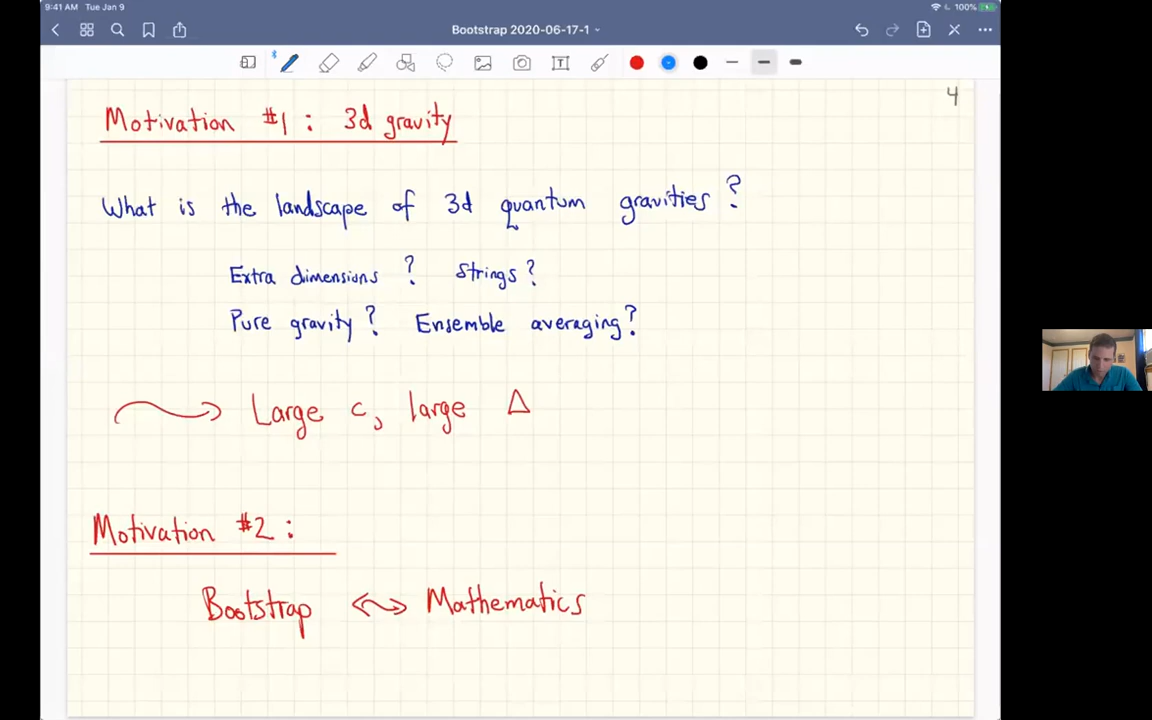 9:41 AM Tue Jan 9
100%
Bootstrap 2020-06-17-1
4
Motivation #1 : 3d gravity
What is the landscape of 3d quantum gravities ?
Extra dimensions ? Strings ?
Pure gravity ? Ensemble averaging ?
Large c, large Δ
Motivation #2 :
Bootstrap ↔ Mathematics